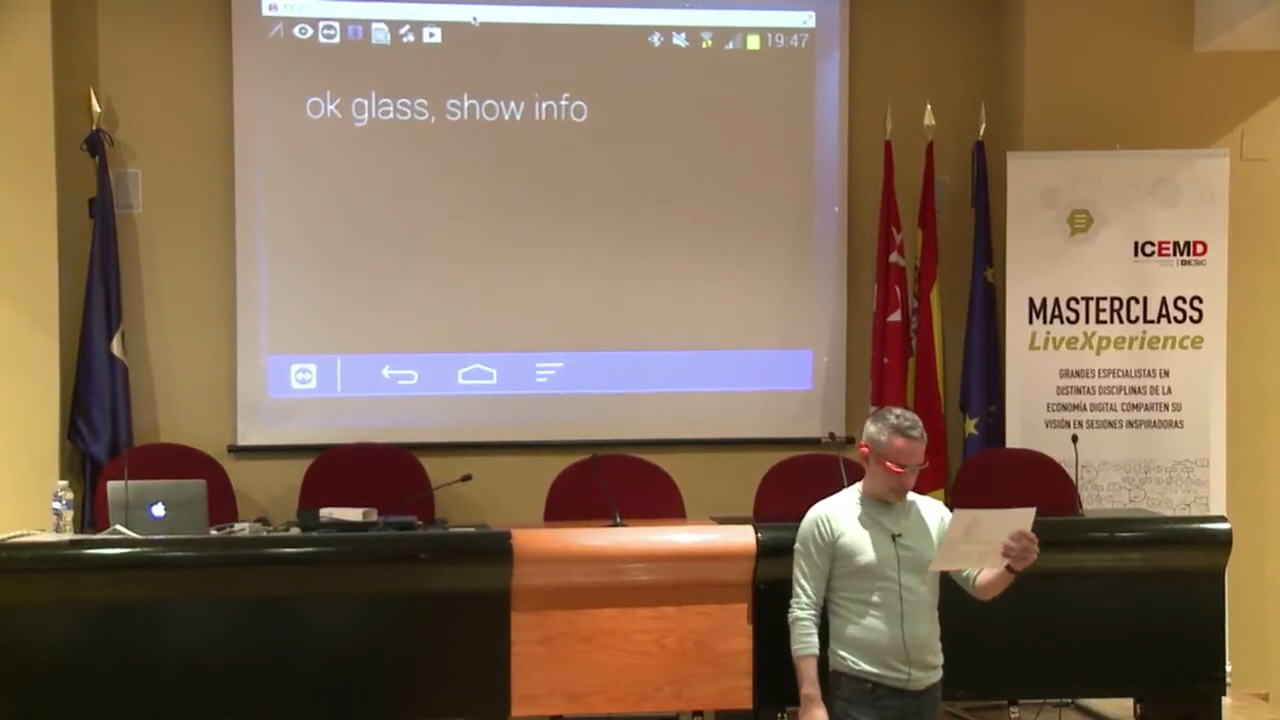 19:47
ok glass, show info
ICEMD
ESIC
MASTERCLASS
LiveXperience
GRANDES ESPECIALISTAS EN
DISTINTAS DISCIPLINAS DE LA
ECONOMÍA DIGITAL COMPARTEN SU
VISIÓN EN SESIONES INSPIRADORAS